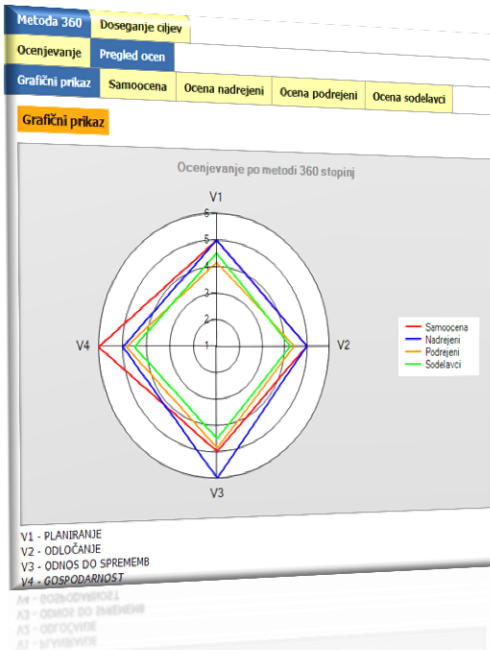 Metoda 360 Doseganje ciljev
Ocenjevanje Pregled ocen
Grafični prikaz Samoocena Ocena nadrejeni Ocena podrejeni Ocena sodelavci
Grafični prikaz
Ocenjevanje po metodi 360 stopinj
V1
6
5
4
3
2
V4 1 V2
Samoocena
Nadrejeni
Podrejeni
Sodelavci
V3
V1 - PLANIRANJE
V2 - ODLOČANJE
V3 - ODNOS DO SPREMEMB
V4 - GOSPODARNOST